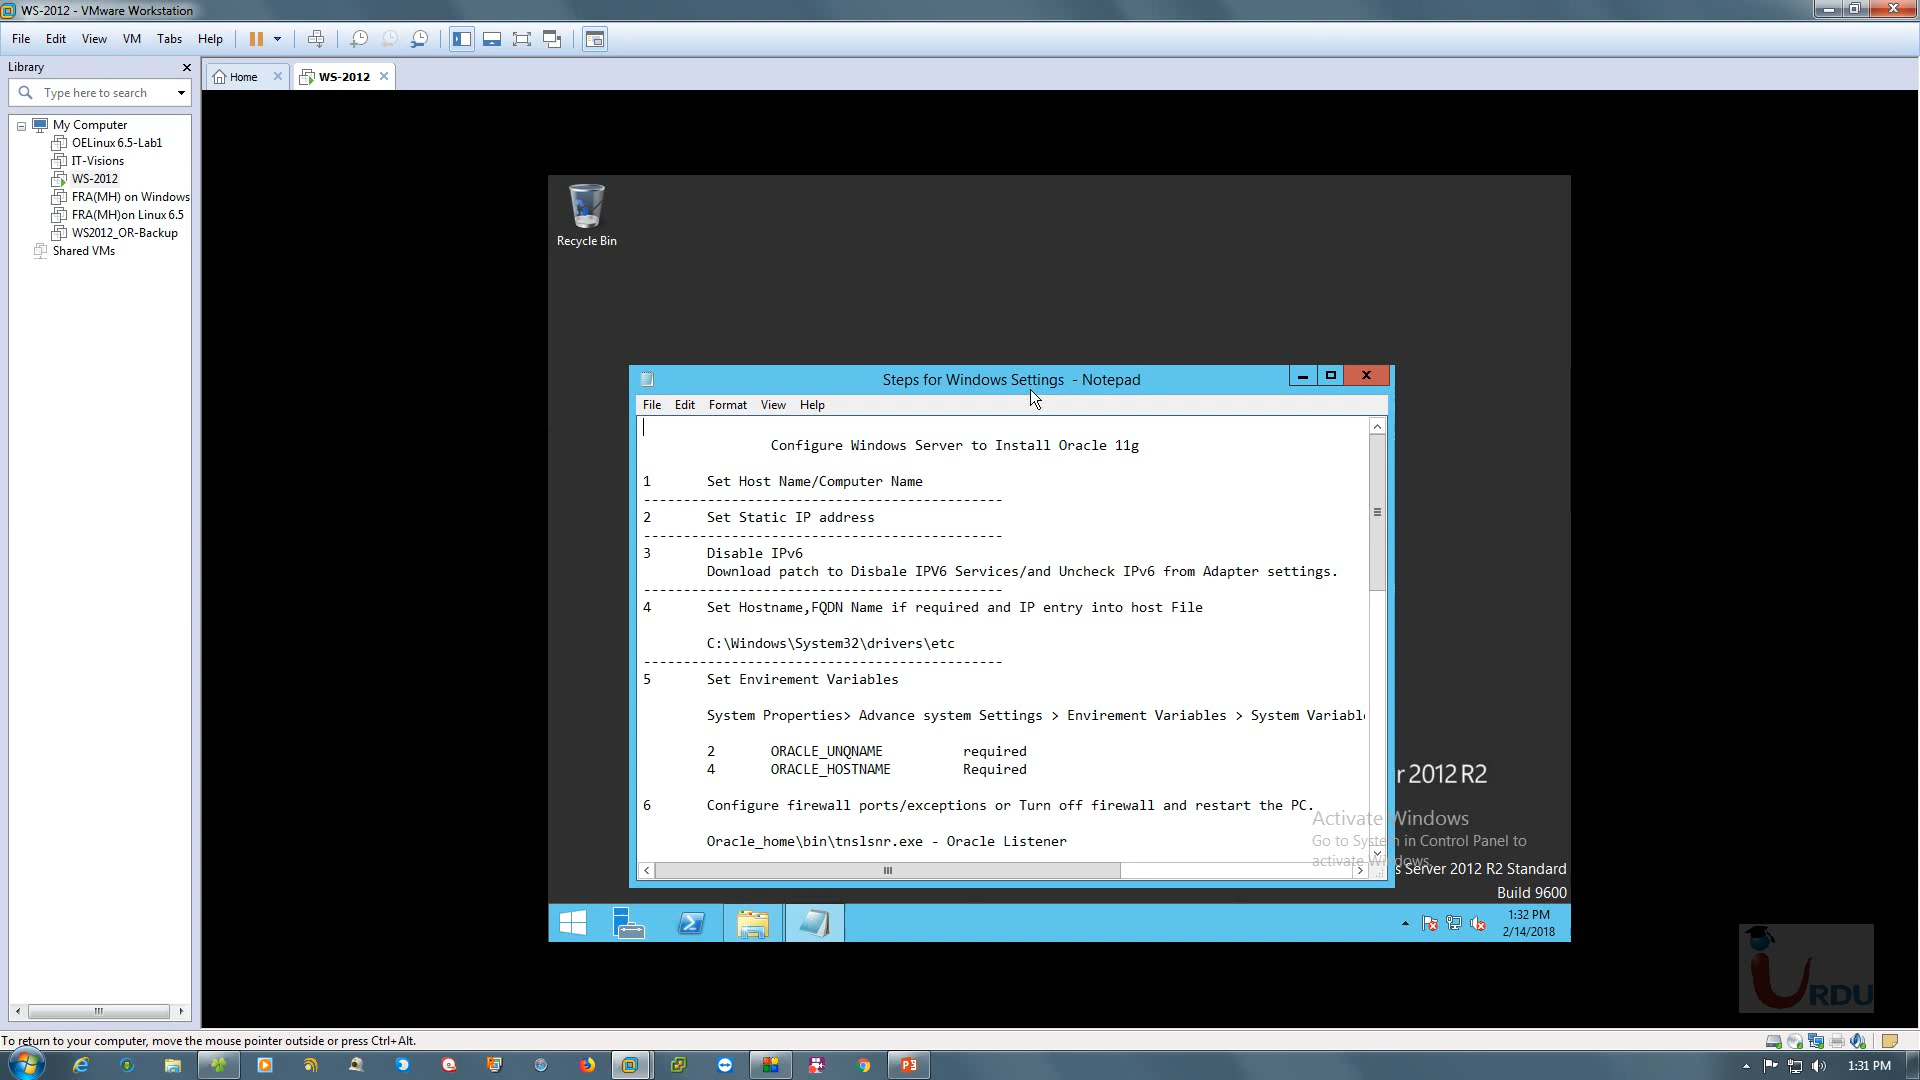 WS-2012 - VMware Workstation
File Edit View VM Tabs Help
Library
Type here to search
My Computer
OELinux 6.5-Lab1
IT-Visions
WS-2012
FRA(MH) on Windows
FRA(MH)on Linux 6.5
WS2012_OR-Backup
Shared VMs
Home
WS-2012
Recycle Bin
Steps for Windows Settings - Notepad
File Edit Format View Help
Configure Windows Server to Install Oracle 11g
1 Set Host Name/Computer Name
---------------------------------------------
2 Set Static IP address
---------------------------------------------
3 Disable IPv6
Download patch to Disbale IPV6 Services/and Uncheck IPv6 from Adapter settings.
---------------------------------------------
4 Set Hostname,FQDN Name if required and IP entry into host File
C:\Windows\System32\drivers\etc
---------------------------------------------
5 Set Envirement Variables
System Properties> Advance system Settings > Envirement Variables > System Variabl
2 ORACLE_UNQNAME required
4 ORACLE_HOSTNAME Required
6 Configure firewall ports/exceptions or Turn off firewall and restart the PC.
Oracle_home\bin\tnslsnr.exe - Oracle Listener
r 2012 R2
Activate Windows
Go to System in Control Panel to
activate Windows.
s Server 2012 R2 Standard
Build 9600
1:32 PM
2/14/2018
URDU
To return to your computer, move the mouse pointer outside or press Ctrl+Alt.
1:31 PM